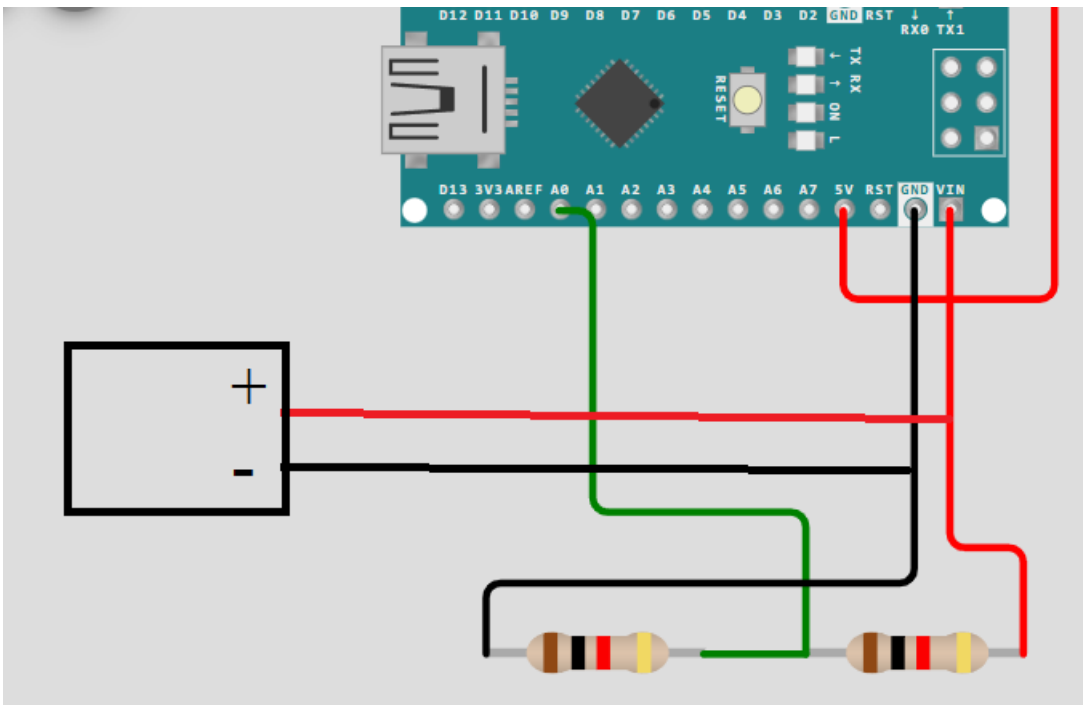 D12 D11 D10 D9 D8 D7 D6 D5 D4 D3 D2 GND RST ↓ ↑
RX0 TX1
← TX
→ RX
ON
L
RESET
D13 3V3 AREF A0 A1 A2 A3 A4 A5 A6 A7 5V RST GND VIN
+
-